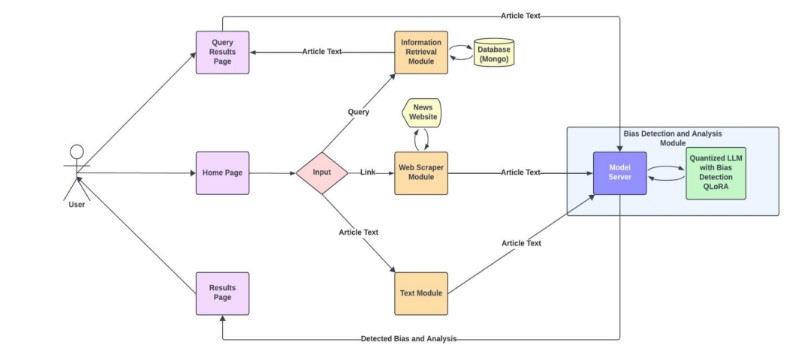 Article Text
Query
Results
Page
Article Text
Information
Retrieval
Module
Database
(Mongo)
Query
News
Website
Bias Detection and Analysis
Module
User
Home Page
Input
Link
Web Scraper
Module
Article Text
Model
Server
Quantized LLM
with Bias
Detection
QLoRA
Article Text
Article Text
Results
Page
Text Module
Detected Bias and Analysis